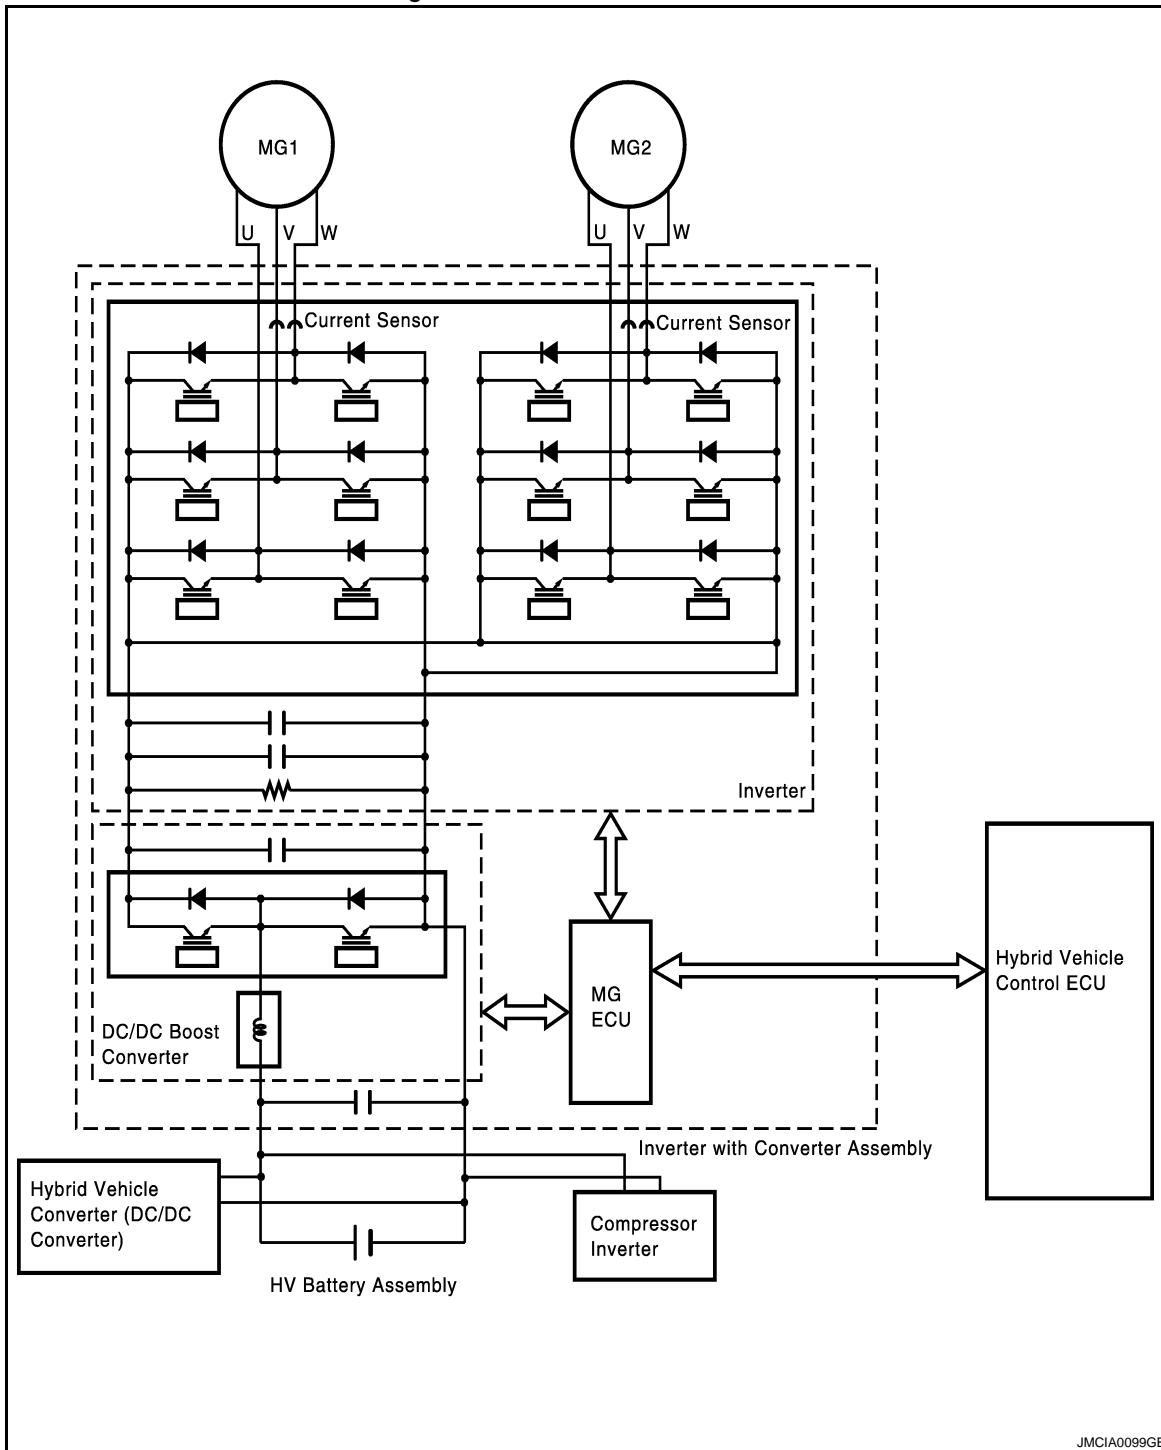 MG1
MG2
U V W
U V W
Current Sensor
Current Sensor
Inverter
DC/DC Boost
Converter
MG
ECU
Hybrid Vehicle
Control ECU
Inverter with Converter Assembly
Hybrid Vehicle
Converter (DC/DC
Converter)
Compressor
Inverter
HV Battery Assembly